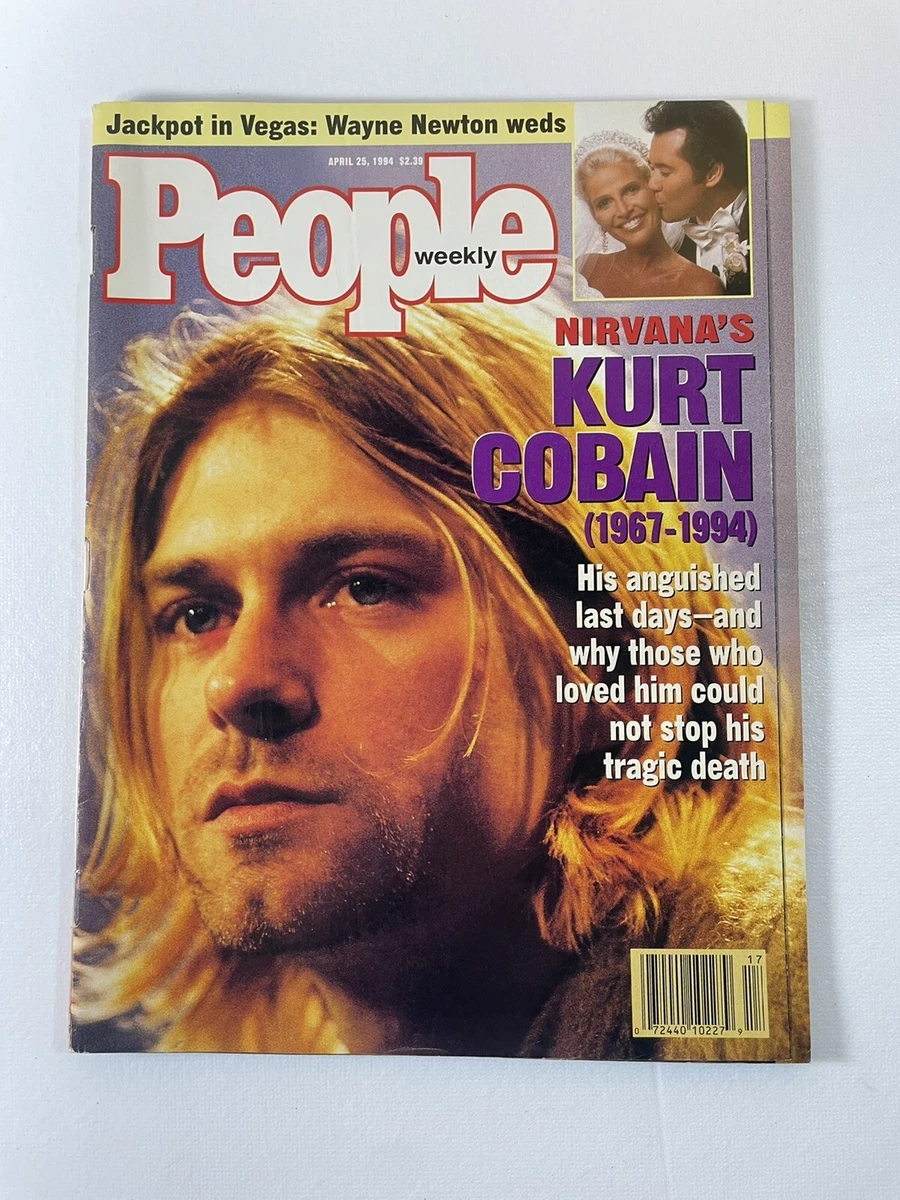 Jackpot in Vegas: Wayne Newton weds
APRIL 25, 1994 $2.39
People
weekly
NIRVANA'S
KURT
COBAIN
(1967-1994)
His anguished
last days–and
why those who
loved him could
not stop his
tragic death
17
0 72440 10227 9